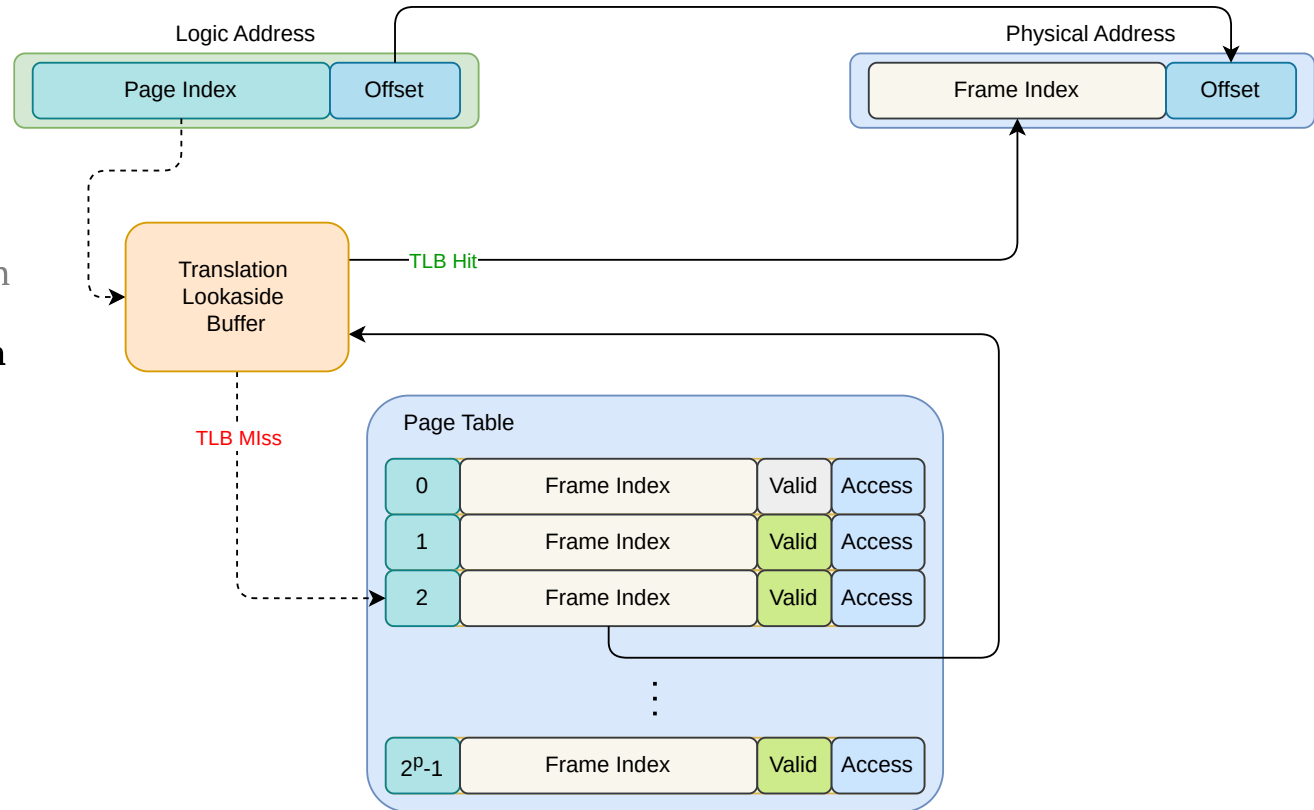 Logic Address
Physical Address
Page Index
Offset
Frame Index
Offset
Translation
Lookaside
Buffer
TLB Hit
TLB MIss
Page Table
0 Frame Index Valid Access
1 Frame Index Valid Access
2 Frame Index Valid Access
⋮
2ᵖ-1 Frame Index Valid Access